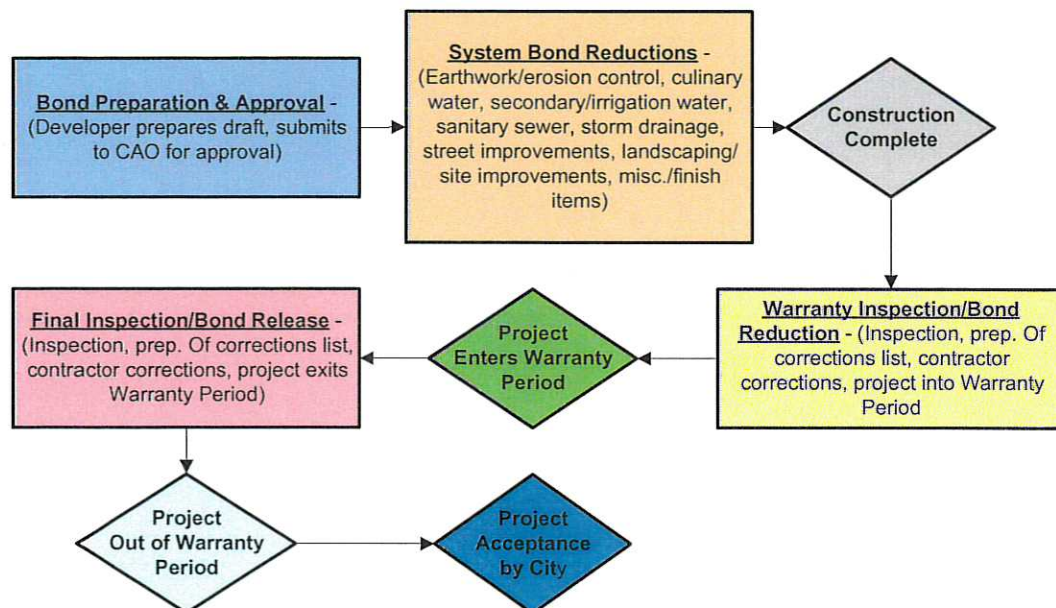 Bond Preparation & Approval -
(Developer prepares draft, submits
to CAO for approval)
System Bond Reductions -
(Earthwork/erosion control, culinary
water, secondary/irrigation water,
sanitary sewer, storm drainage,
street improvements, landscaping/
site improvements, misc./finish
items)
Construction
Complete
Warranty Inspection/Bond
Reduction - (Inspection, prep. Of
corrections list, contractor
corrections, project into Warranty
Period
Project
Enters Warranty
Period
Final Inspection/Bond Release -
(Inspection, prep. Of corrections list,
contractor corrections, project exits
Warranty Period)
Project
Out of Warranty
Period
Project
Acceptance
by City